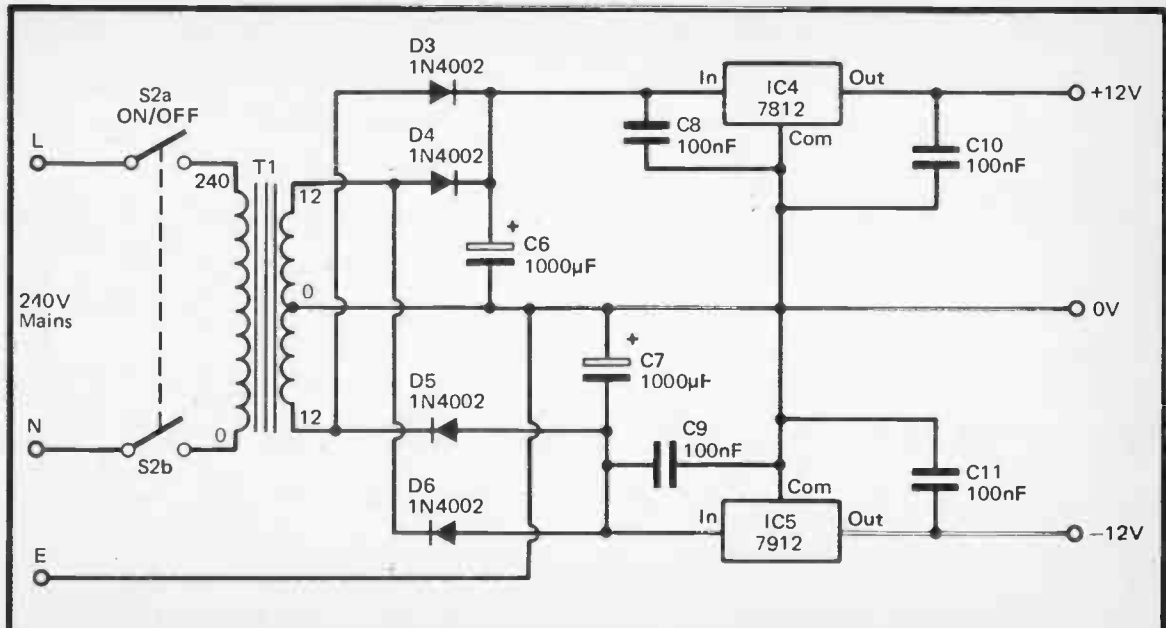 D3
1N4002
S2a
ON/OFF
L
240
T1
12
D4
1N4002
In
IC4
7812
Out
Com
+12V
C8
100nF
C10
100nF
+
C6
1000µF
240V
Mains
0
0V
+
C7
1000µF
D5
1N4002
12
N
0
S2b
C9
100nF
D6
1N4002
Com
In
IC5
7912
Out
C11
100nF
−12V
E